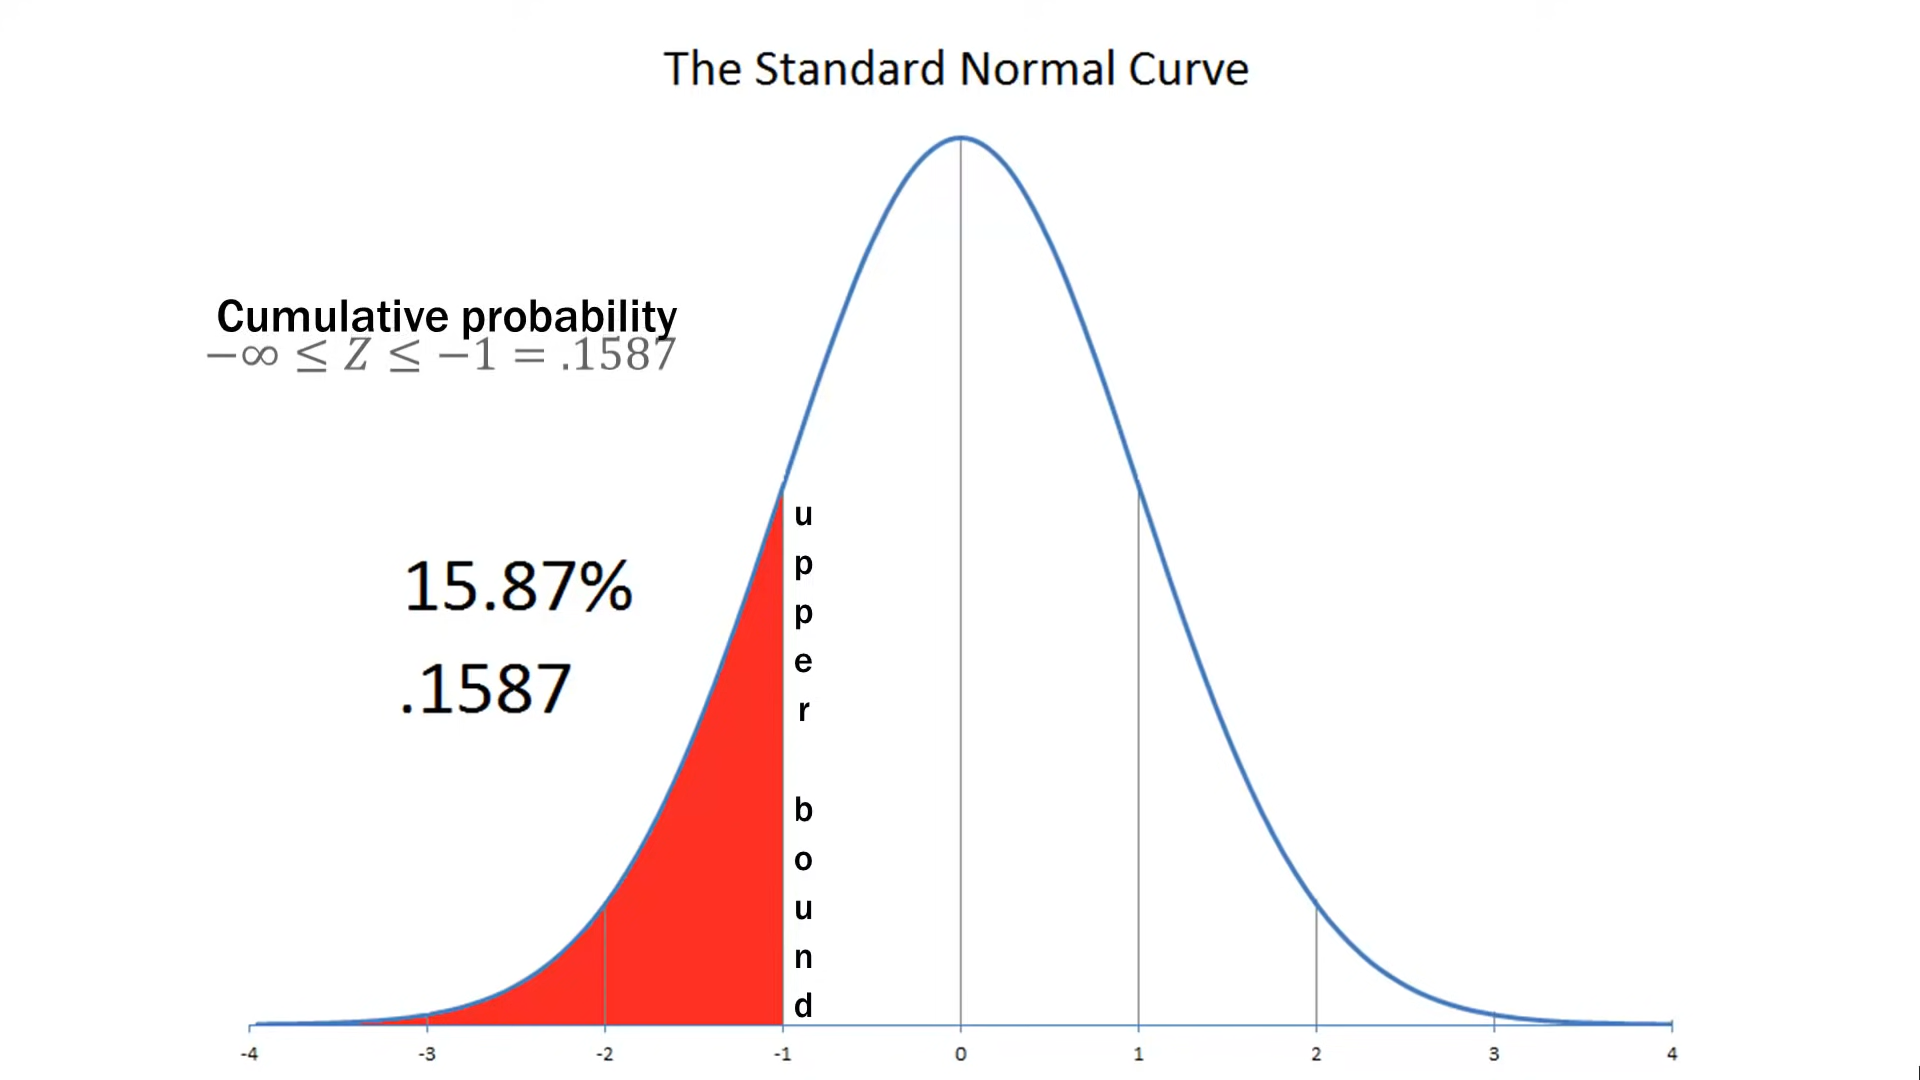 The Standard Normal Curve
Cumulative probability
−∞ ≤ Z ≤ −1 = .1587
15.87%
.1587
u
p
p
e
r
b
o
u
n
d
-4 -3 -2 -1 0 1 2 3 4